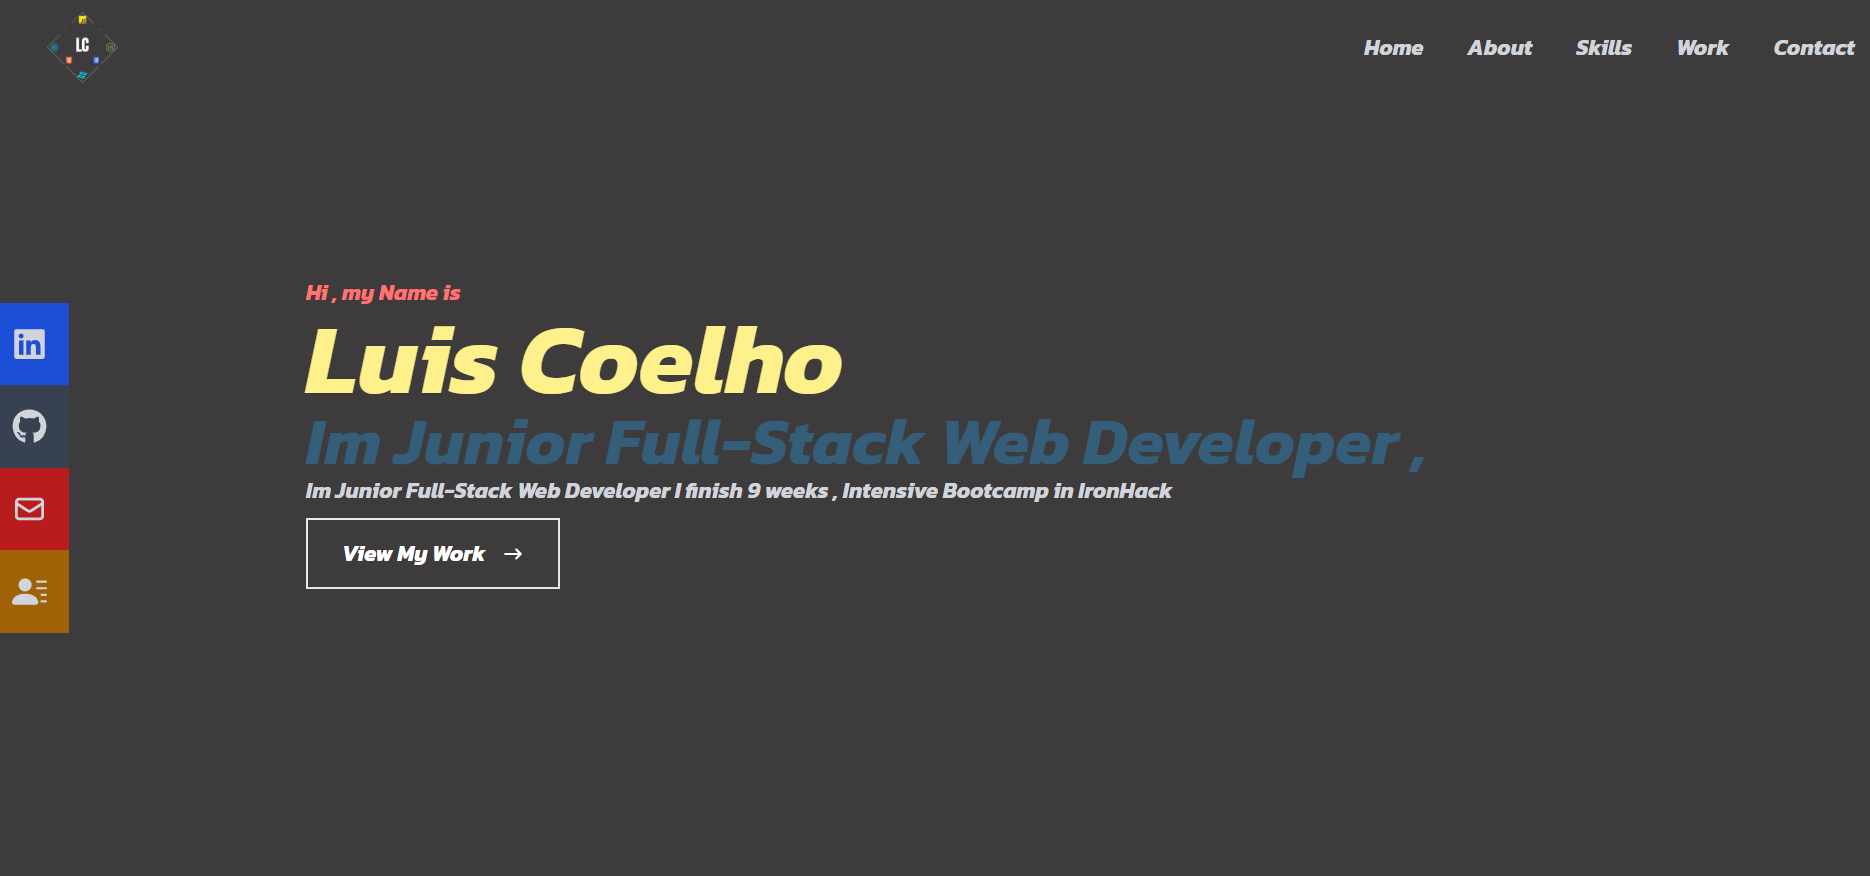 LC
Home About Skills Work Contact
Hi , my Name is
Luis Coelho
Im Junior Full-Stack Web Developer ,
Im Junior Full-Stack Web Developer I finish 9 weeks , Intensive Bootcamp in IronHack
View My Work →
in